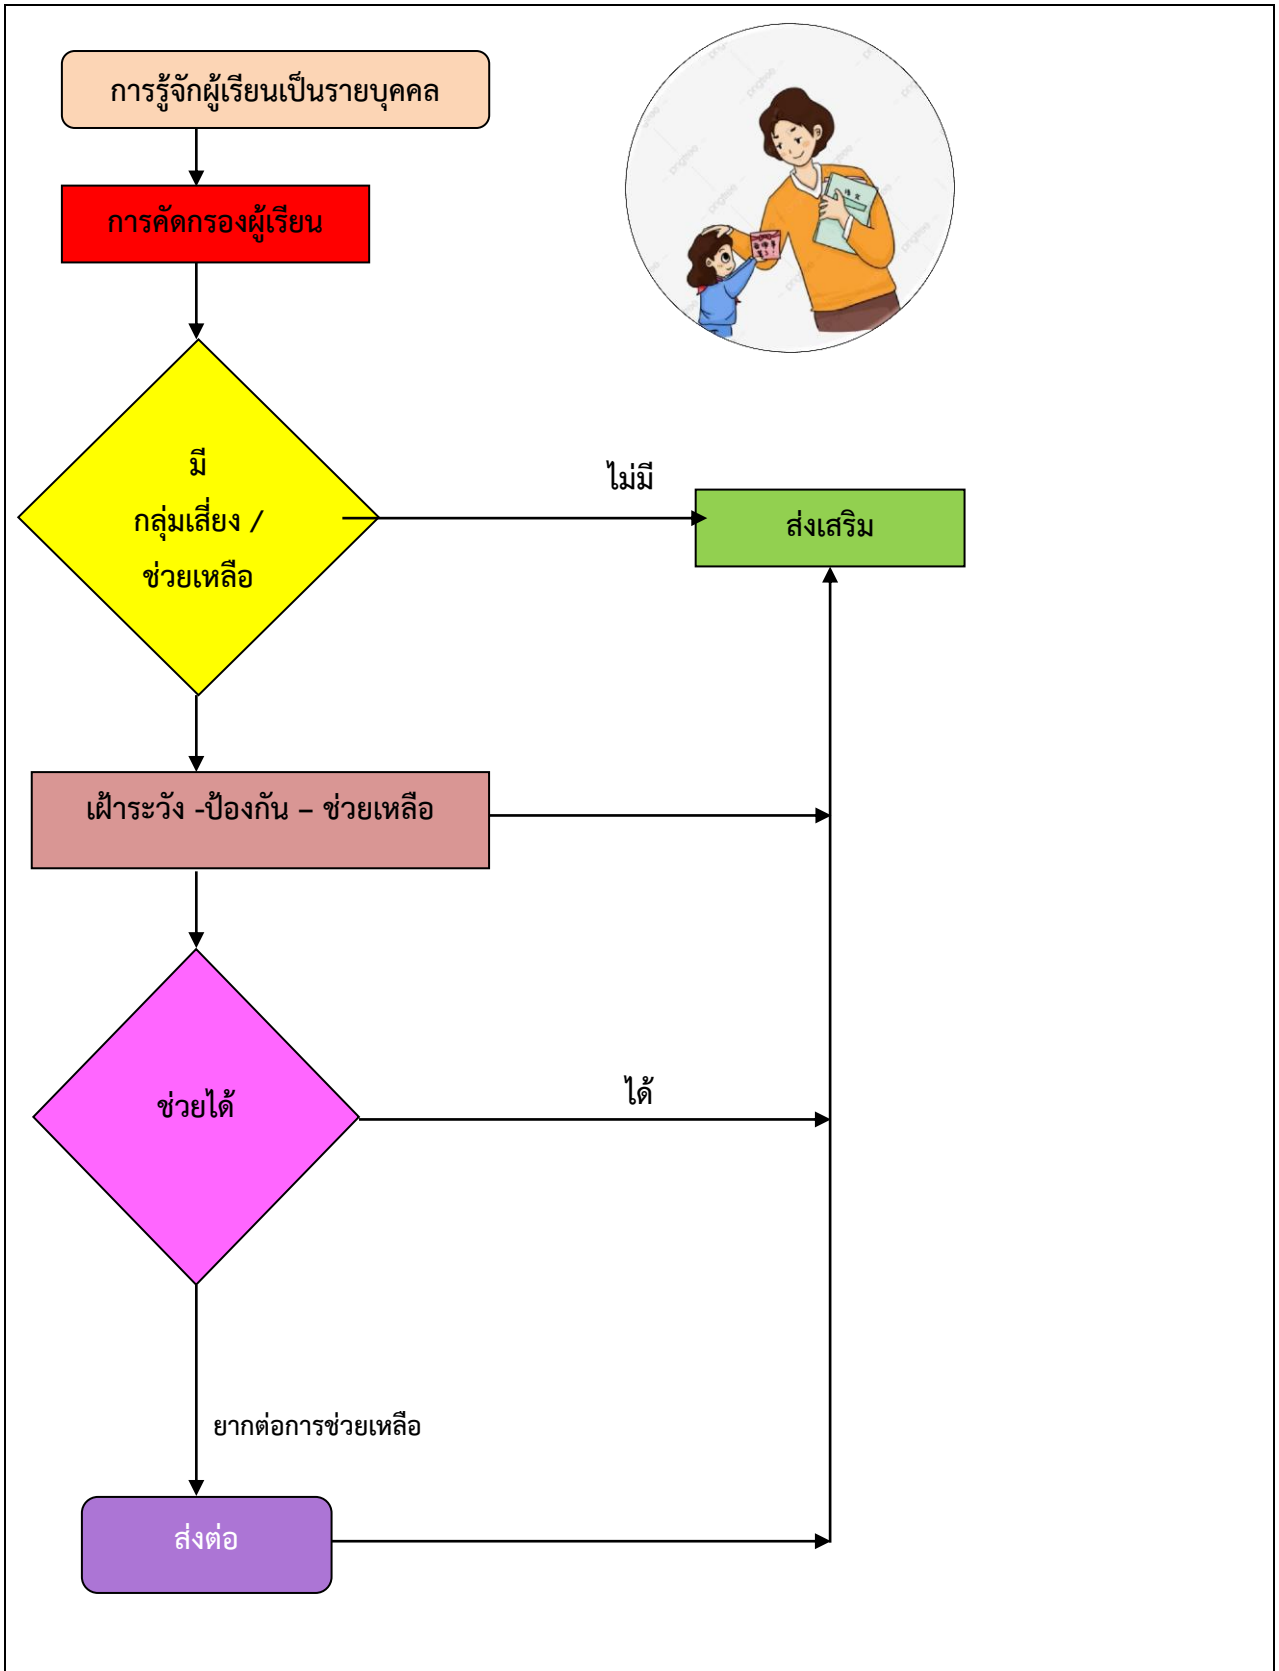 การรู้จักผู้เรียนเป็นรายบุคคล
การคัดกรองผู้เรียน
มี
กลุ่มเสี่ยง /
ช่วยเหลือ
ไม่มี
ส่งเสริม
เฝ้าระวัง -ป้องกัน – ช่วยเหลือ
ช่วยได้
ได้
ยากต่อการช่วยเหลือ
ส่งต่อ